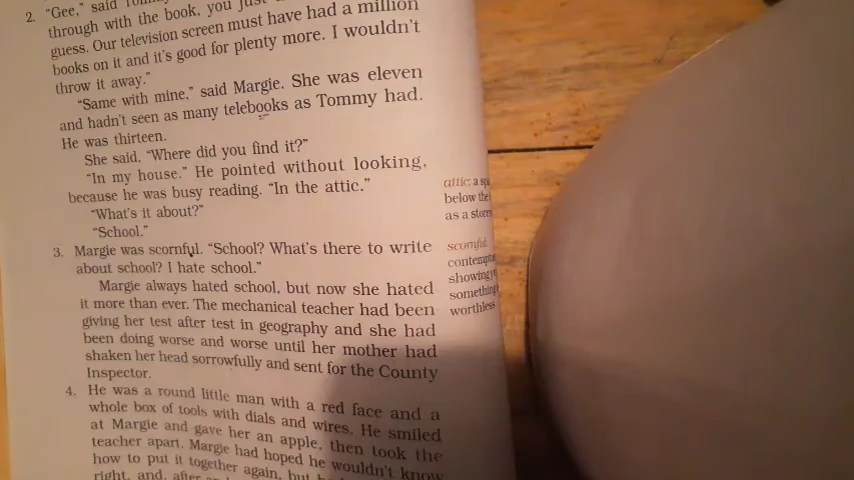 2. "Gee," said
through with the book, you just
guess. Our television screen must have had a million
books on it and it's good for plenty more. I wouldn't
throw it away."
"Same with mine," said Margie. She was eleven
and hadn't seen as many telebooks as Tommy had.
He was thirteen.
She said, "Where did you find it?"
"In my house." He pointed without looking,
because he was busy reading. "In the attic."
"What's it about?"
"School."
3. Margie was scornful. "School? What's there to write
about school? I hate school."
Margie always hated school, but now she hated
it more than ever. The mechanical teacher had been
giving her test after test in geography and she had
been doing worse and worse until her mother had
shaken her head sorrowfully and sent for the County
Inspector.
4. He was a round little man with a red face and a
whole box of tools with dials and wires. He smiled
at Margie and gave her an apple, then took the
teacher apart. Margie had hoped he wouldn't know
how to put it together again, but
right, and, after
attic: a
below the
as a
scornful:
showing
something
worthless